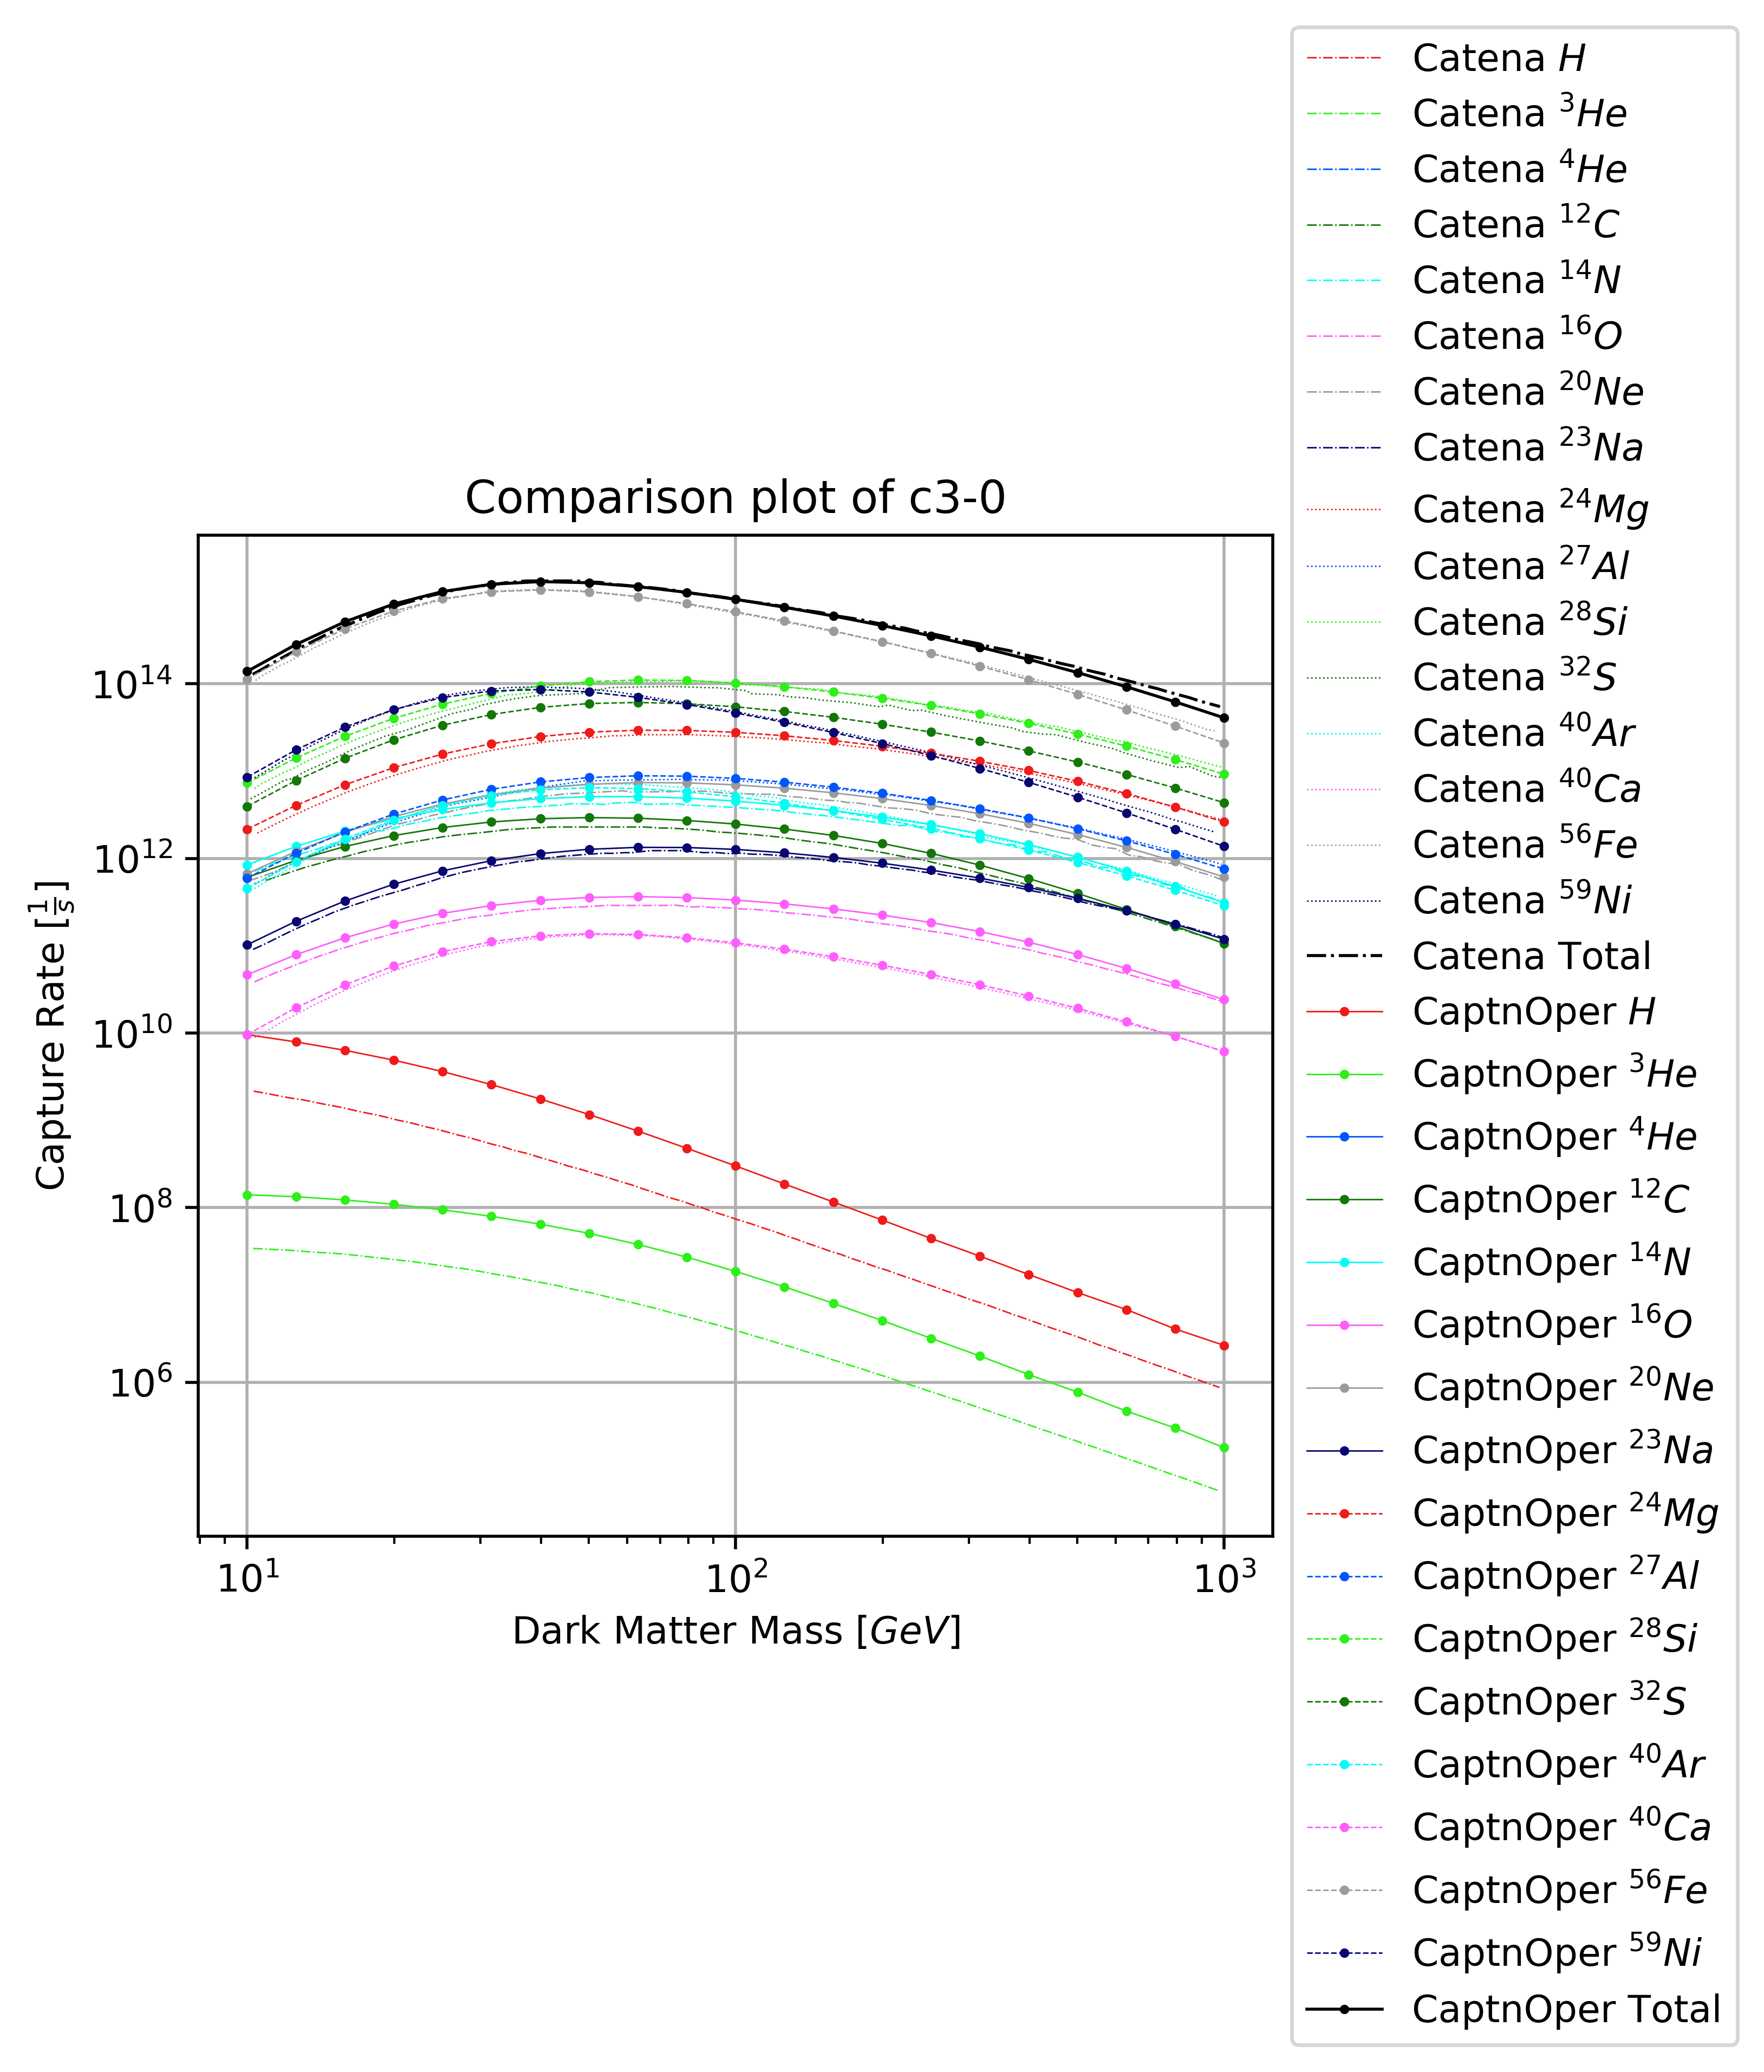 Comparison plot of c3-0
Capture Rate [1/s]
10^14
10^12
10^10
10^8
10^6
10^1
10^2
10^3
Dark Matter Mass [GeV]
Catena H
Catena ^3He
Catena ^4He
Catena ^12C
Catena ^14N
Catena ^16O
Catena ^20Ne
Catena ^23Na
Catena ^24Mg
Catena ^27Al
Catena ^28Si
Catena ^32S
Catena ^40Ar
Catena ^40Ca
Catena ^56Fe
Catena ^59Ni
Catena Total
CaptnOper H
CaptnOper ^3He
CaptnOper ^4He
CaptnOper ^12C
CaptnOper ^14N
CaptnOper ^16O
CaptnOper ^20Ne
CaptnOper ^23Na
CaptnOper ^24Mg
CaptnOper ^27Al
CaptnOper ^28Si
CaptnOper ^32S
CaptnOper ^40Ar
CaptnOper ^40Ca
CaptnOper ^56Fe
CaptnOper ^59Ni
CaptnOper Total